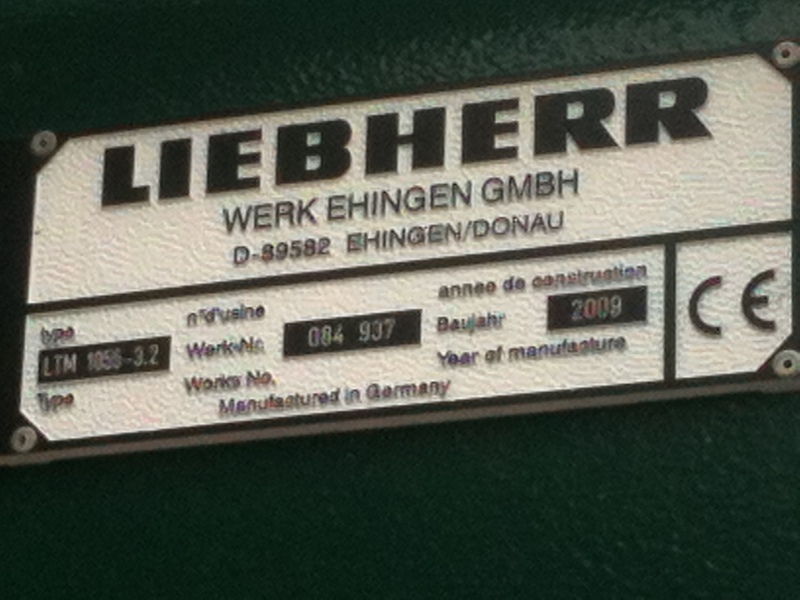 LIEBHERR
WERK EHINGEN GMBH
D-89582 EHINGEN/DONAU
type
LTM 1055-3.2
Type
n°d'usine
Werk-Nr.
084 937
Works No.
annee de construction
Baujahr
2009
Year of manufacture
Manufactured in Germany
CE